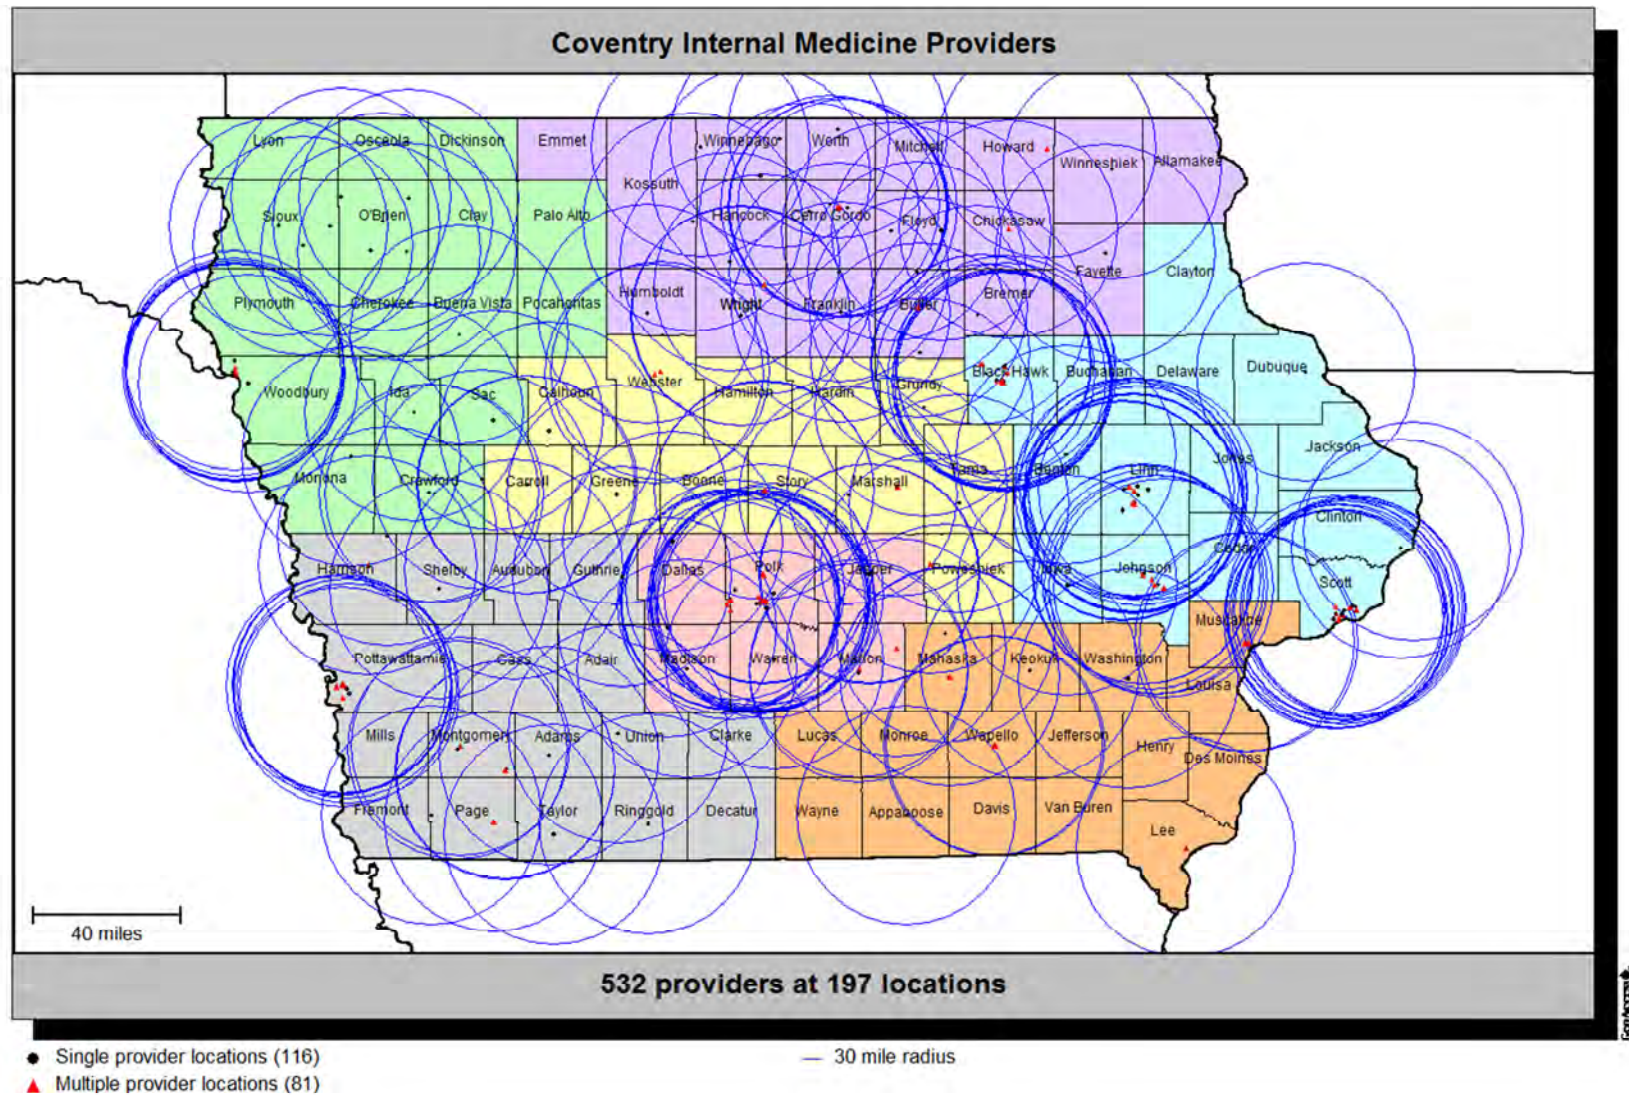 Coventry Internal Medicine Providers
Lyon Osceola Dickinson Emmet Winnebago Worth Mitchell Howard Winneshiek Allamakee
Kossuth
Sioux O'Brien Clay Palo Alto Hancock Cerro Gordo Floyd Chickasaw
Fayette Clayton
Plymouth Cherokee Buena Vista Pocahontas Humboldt Wright Franklin Butler Bremer
Woodbury Ida Sac Calhoun Webster Hamilton Hardin Grundy Black Hawk Buchanan Delaware Dubuque
Monona Crawford Carroll Greene Boone Story Marshall Tama Benton Linn Jones Jackson
Clinton
Harrison Shelby Audubon Guthrie Dallas Polk Jasper Poweshiek Iowa Johnson Cedar Scott
Muscatine
Pottawattamie Cass Adair Madison Warren Marion Mahaska Keokuk Washington
Louisa
Mills Montgomery Adams Union Clarke Lucas Monroe Wapello Jefferson Henry Des Moines
Fremont Page Taylor Ringgold Decatur Wayne Appanoose Davis Van Buren Lee
40 miles
532 providers at 197 locations
Single provider locations (116)
30 mile radius
Multiple provider locations (81)